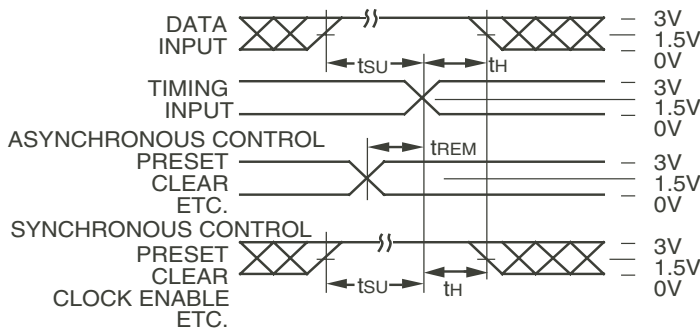 DATA
INPUT
3V
1.5V
0V
tSU
tH
TIMING
INPUT
3V
1.5V
0V
ASYNCHRONOUS CONTROL
tREM
PRESET
CLEAR
ETC.
3V
1.5V
0V
SYNCHRONOUS CONTROL
PRESET
CLEAR
CLOCK ENABLE
ETC.
3V
1.5V
0V
tSU
tH